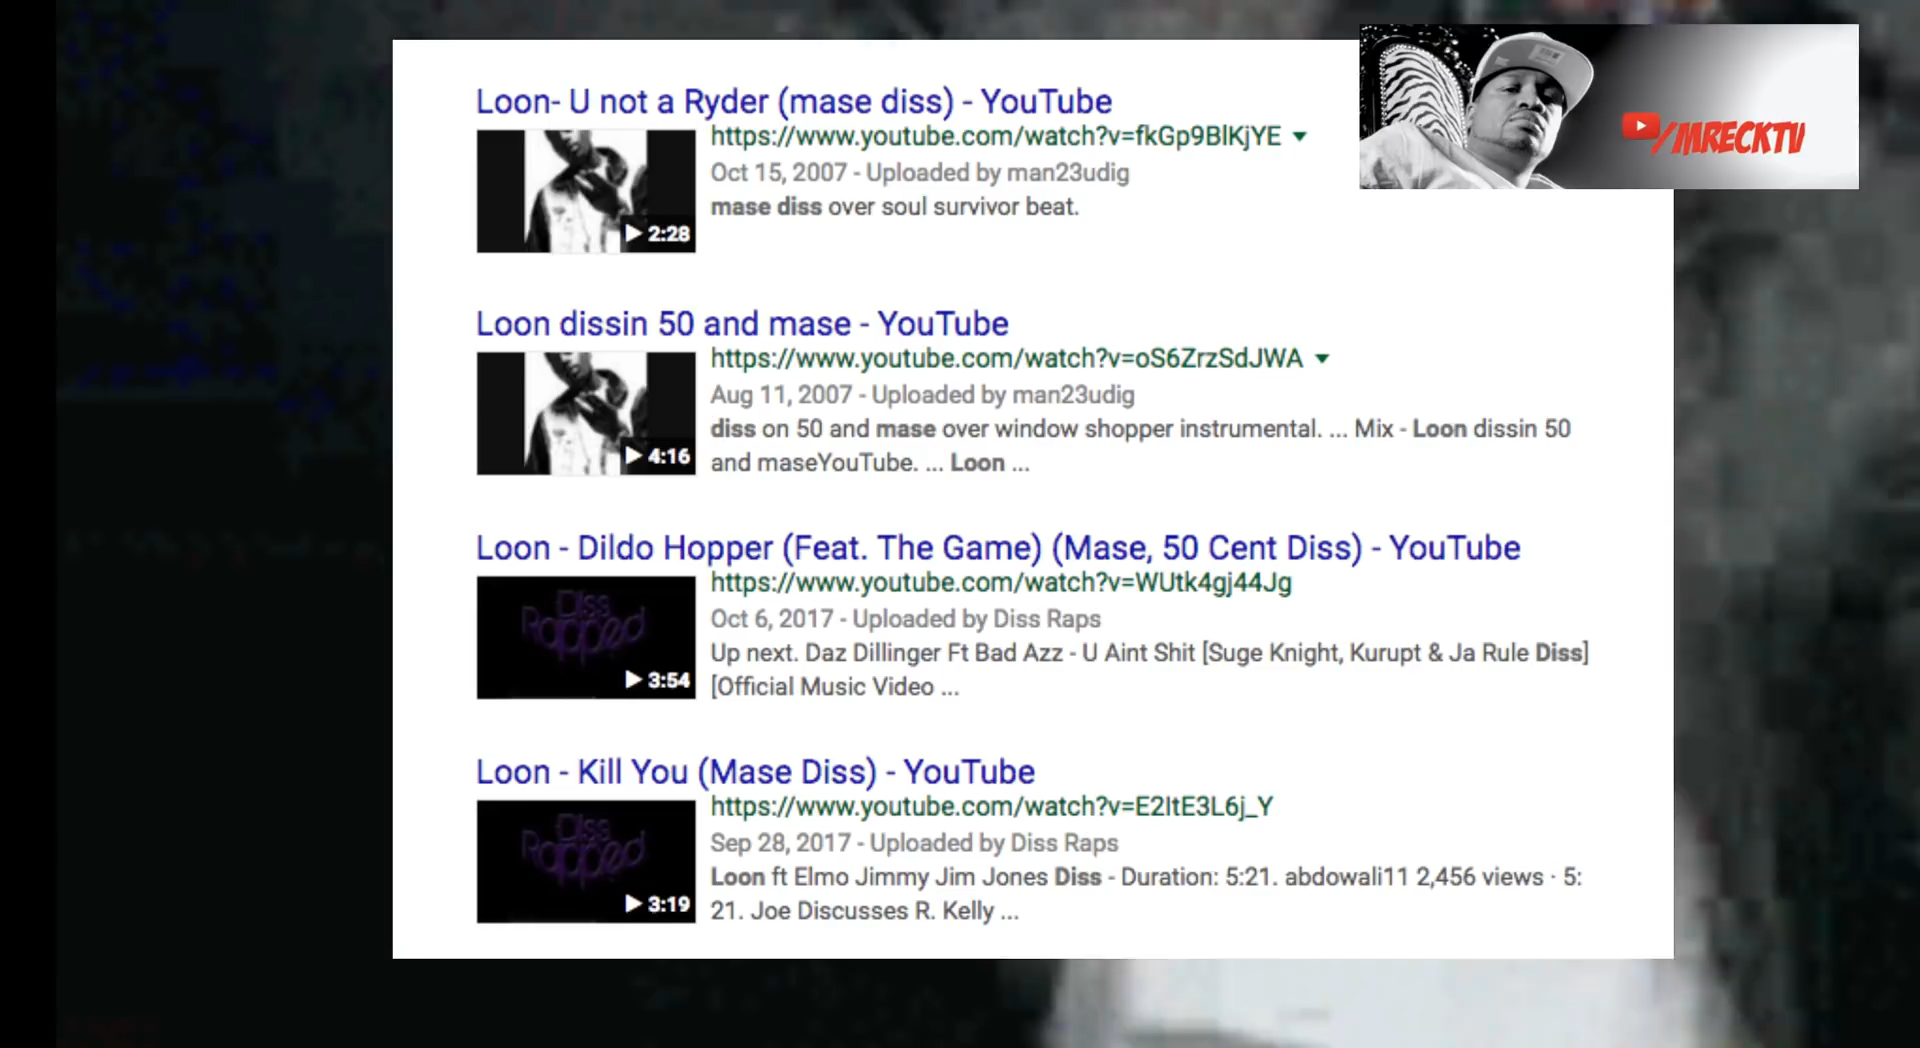 Loon- U not a Ryder (mase diss) - YouTube
https://www.youtube.com/watch?v=fkGp9BlKjYE
Oct 15, 2007 - Uploaded by man23udig
mase diss over soul survivor beat.
2:28
/MRECKTV
Loon dissin 50 and mase - YouTube
https://www.youtube.com/watch?v=oS6ZrzSdJWA
Aug 11, 2007 - Uploaded by man23udig
diss on 50 and mase over window shopper instrumental. ... Mix - Loon dissin 50
and maseYouTube. ... Loon ...
4:16
Loon - Dildo Hopper (Feat. The Game) (Mase, 50 Cent Diss) - YouTube
https://www.youtube.com/watch?v=WUtk4gj44Jg
Oct 6, 2017 - Uploaded by Diss Raps
Up next. Daz Dillinger Ft Bad Azz - U Aint Shit [Suge Knight, Kurupt & Ja Rule Diss]
[Official Music Video ...
Diss
Rapped
3:54
Loon - Kill You (Mase Diss) - YouTube
https://www.youtube.com/watch?v=E2ItE3L6j_Y
Sep 28, 2017 - Uploaded by Diss Raps
Loon ft Elmo Jimmy Jim Jones Diss - Duration: 5:21. abdowali11 2,456 views · 5:
21. Joe Discusses R. Kelly ...
Diss
Rapped
3:19